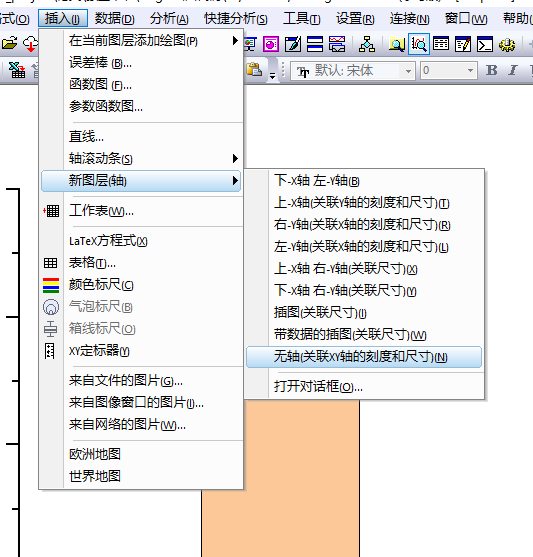 式(O) 插入(I) 数据(D) 分析(A) 快捷分析(S) 工具(T) 设置(R) 连接(N) 窗口(W) 帮助(
默认: 宋体 0 B I
在当前图层添加绘图(P)
误差棒 (B)...
函数图 (F)...
参数函数图...
直线...
轴滚动条(S)
新图层(轴)
工作表(W)...
LaTeX方程式(X)
表格(T)...
颜色标尺(C)
气泡标尺(B)
箱线标尺(O)
XY定标器(Y)
来自文件的图片(G)...
来自图像窗口的图片(I)...
来自网络的图片(W)...
欧洲地图
世界地图
下-X轴 左-Y轴(B)
上-X轴(关联Y轴的刻度和尺寸)(T)
右-Y轴(关联X轴的刻度和尺寸)(R)
左-Y轴(关联X轴的刻度和尺寸)(L)
上-X轴 右-Y轴(关联尺寸)(X)
下-X轴 右-Y轴(关联尺寸)(Y)
插图(关联尺寸)(I)
带数据的插图(关联尺寸)(W)
无轴(关联XY轴的刻度和尺寸)(N)
打开对话框(O)...